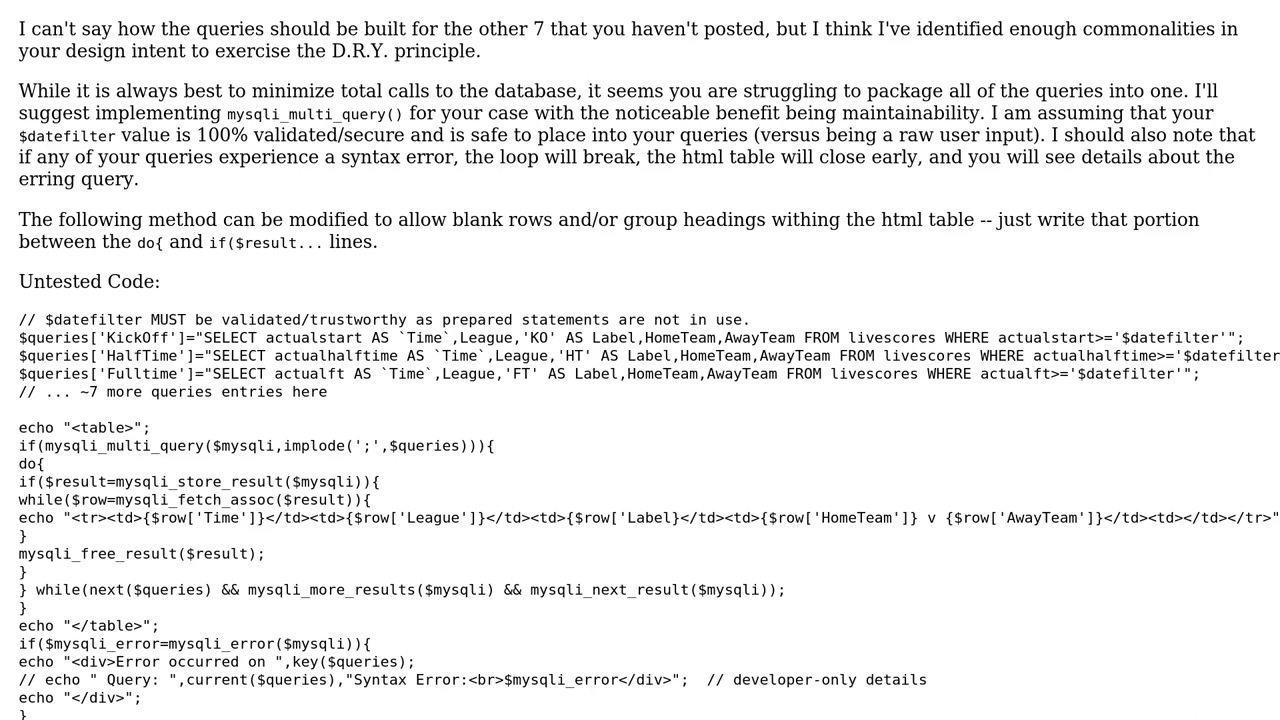 I can't say how the queries should be built for the other 7 that you haven't posted, but I think I've identified enough commonalities in
your design intent to exercise the D.R.Y. principle.
While it is always best to minimize total calls to the database, it seems you are struggling to package all of the queries into one. I'll
suggest implementing mysqli_multi_query() for your case with the noticeable benefit being maintainability. I am assuming that your
$datefilter value is 100% validated/secure and is safe to place into your queries (versus being a raw user input). I should also note that
if any of your queries experience a syntax error, the loop will break, the html table will close early, and you will see details about the
erring query.
The following method can be modified to allow blank rows and/or group headings withing the html table -- just write that portion
between the do{ and if($result... lines.
Untested Code:
// $datefilter MUST be validated/trustworthy as prepared statements are not in use.
$queries['KickOff']="SELECT actualstart AS `Time`,League,'KO' AS Label,HomeTeam,AwayTeam FROM livescores WHERE actualstart>='$datefilter'";
$queries['HalfTime']="SELECT actualhalftime AS `Time`,League,'HT' AS Label,HomeTeam,AwayTeam FROM livescores WHERE actualhalftime>='$datefilter
$queries['Fulltime']="SELECT actualft AS `Time`,League,'FT' AS Label,HomeTeam,AwayTeam FROM livescores WHERE actualft>='$datefilter'";
// ... ~7 more queries entries here
echo "<table>";
if(mysqli_multi_query($mysqli,implode(';',$queries))){
do{
if($result=mysqli_store_result($mysqli)){
while($row=mysqli_fetch_assoc($result)){
echo "<tr><td>{$row['Time']}</td><td>{$row['League']}</td><td>{$row['Label}</td><td>{$row['HomeTeam']} v {$row['AwayTeam']}</td><td></td></tr>"
}
mysqli_free_result($result);
}
} while(next($queries) && mysqli_more_results($mysqli) && mysqli_next_result($mysqli));
}
echo "</table>";
if($mysqli_error=mysqli_error($mysqli)){
echo "<div>Error occurred on ",key($queries);
// echo " Query: ",current($queries),"Syntax Error:<br>$mysqli_error</div>";  // developer-only details
echo "</div>";
}